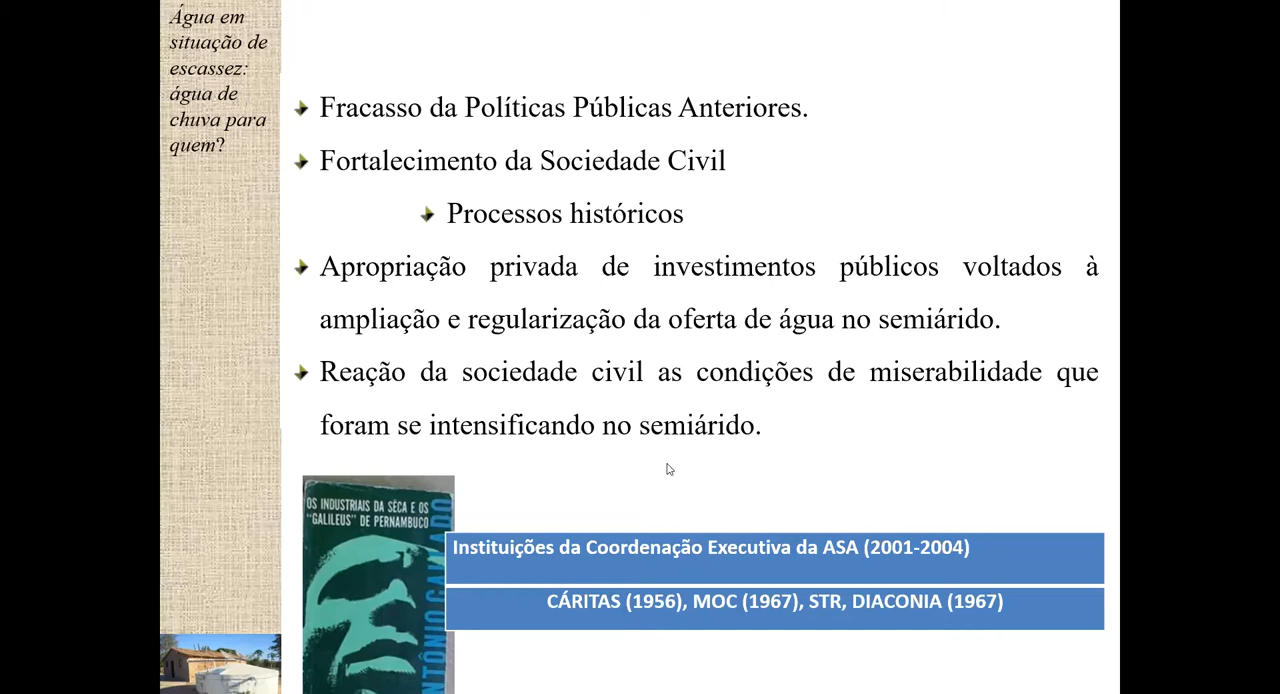 Água em
situação de
escassez:
água de
chuva para
quem?
Fracasso da Políticas Públicas Anteriores.
Fortalecimento da Sociedade Civil
Processos históricos
Apropriação privada de investimentos públicos voltados à
ampliação e regularização da oferta de água no semiárido.
Reação da sociedade civil as condições de miserabilidade que
foram se intensificando no semiárido.
OS INDUSTRIAIS DA SÊCA E OS
"GALILEUS" DE PERNAMBUCO
Instituições da Coordenação Executiva da ASA (2001-2004)
CÁRITAS (1956), MOC (1967), STR, DIACONIA (1967)